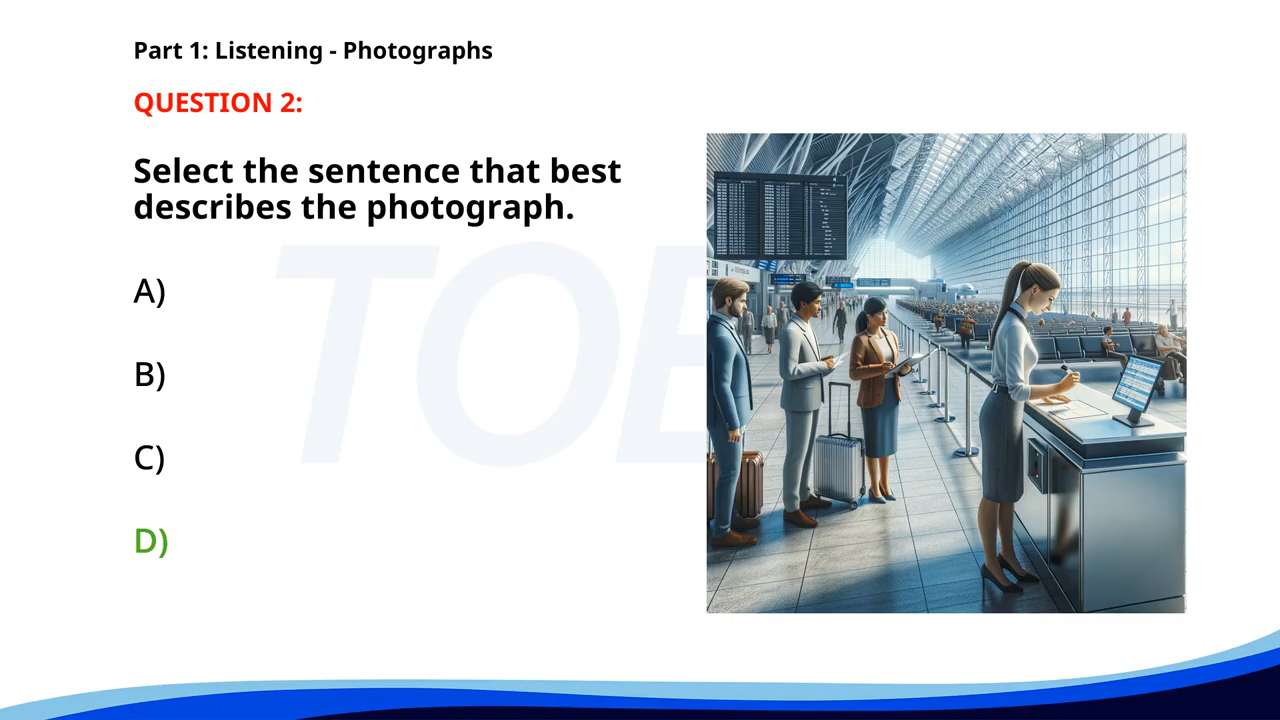 Part 1: Listening - Photographs
QUESTION 2:
Select the sentence that best
describes the photograph.
A)
B)
C)
D)